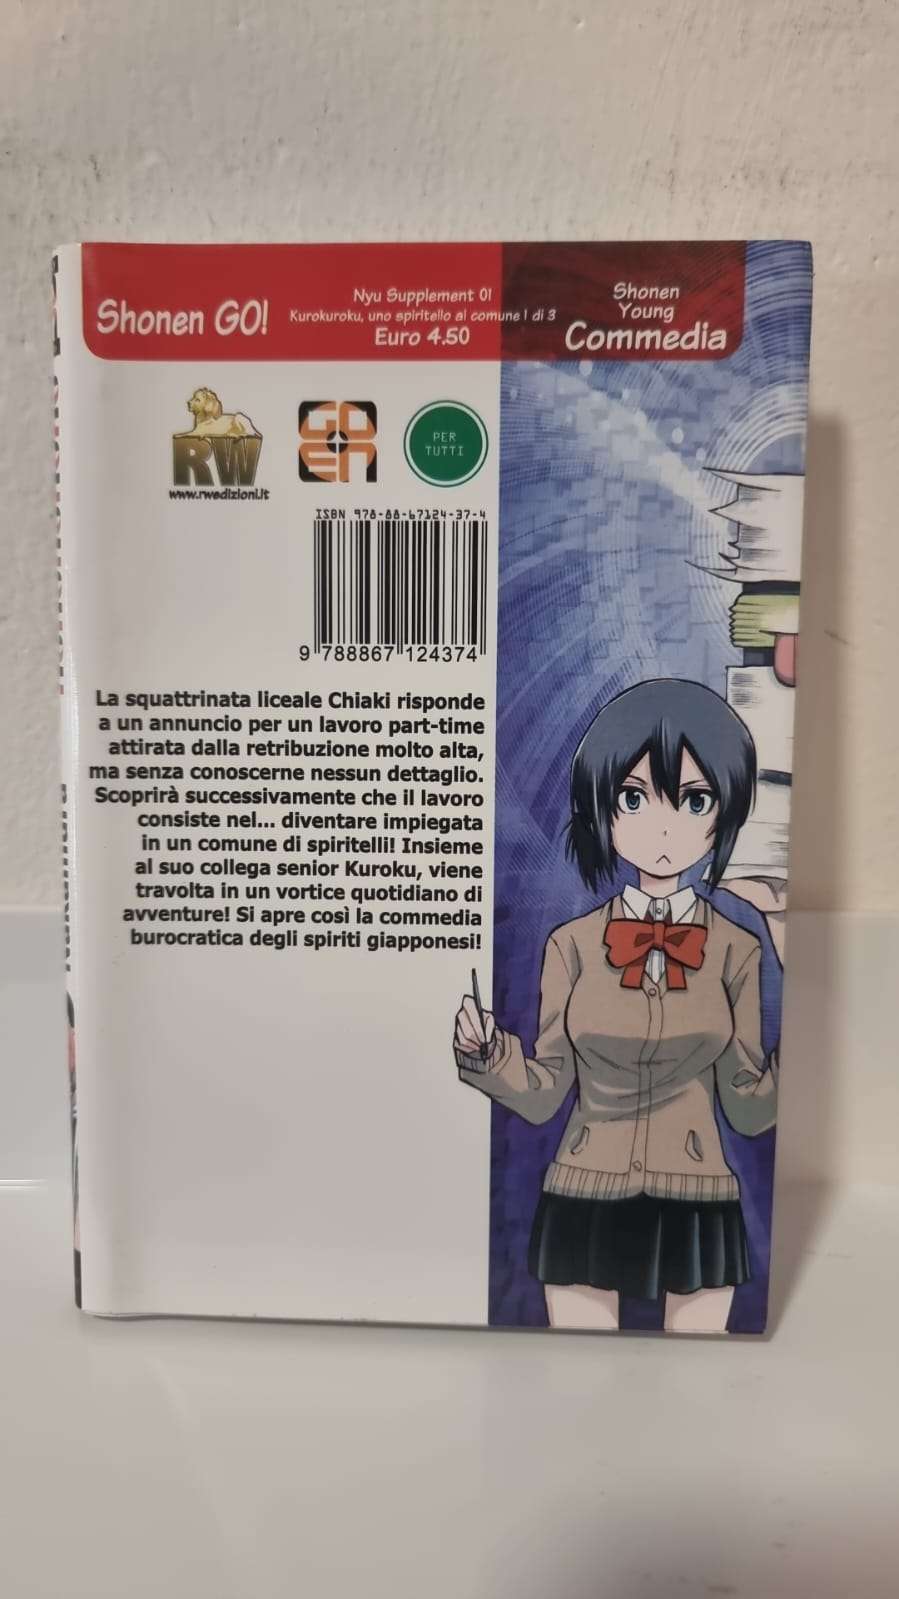 Shonen GO!
Nyu Supplement 01
Kurokuroku, uno spiritello al comune 1 di 3
Euro 4.50
Shonen
Young
Commedia
RW
www.rwedizioni.it
GO
EN
PER
TUTTI
ISBN 978-88-67124-37-4
9 788867 124374
La squattrinata liceale Chiaki risponde
a un annuncio per un lavoro part-time
attirata dalla retribuzione molto alta,
ma senza conoscerne nessun dettaglio.
Scoprirà successivamente che il lavoro
consiste nel... diventare impiegata
in un comune di spiritelli! Insieme
al suo collega senior Kuroku, viene
travolta in un vortice quotidiano di
avventure! Si apre così la commedia
burocratica degli spiriti giapponesi!